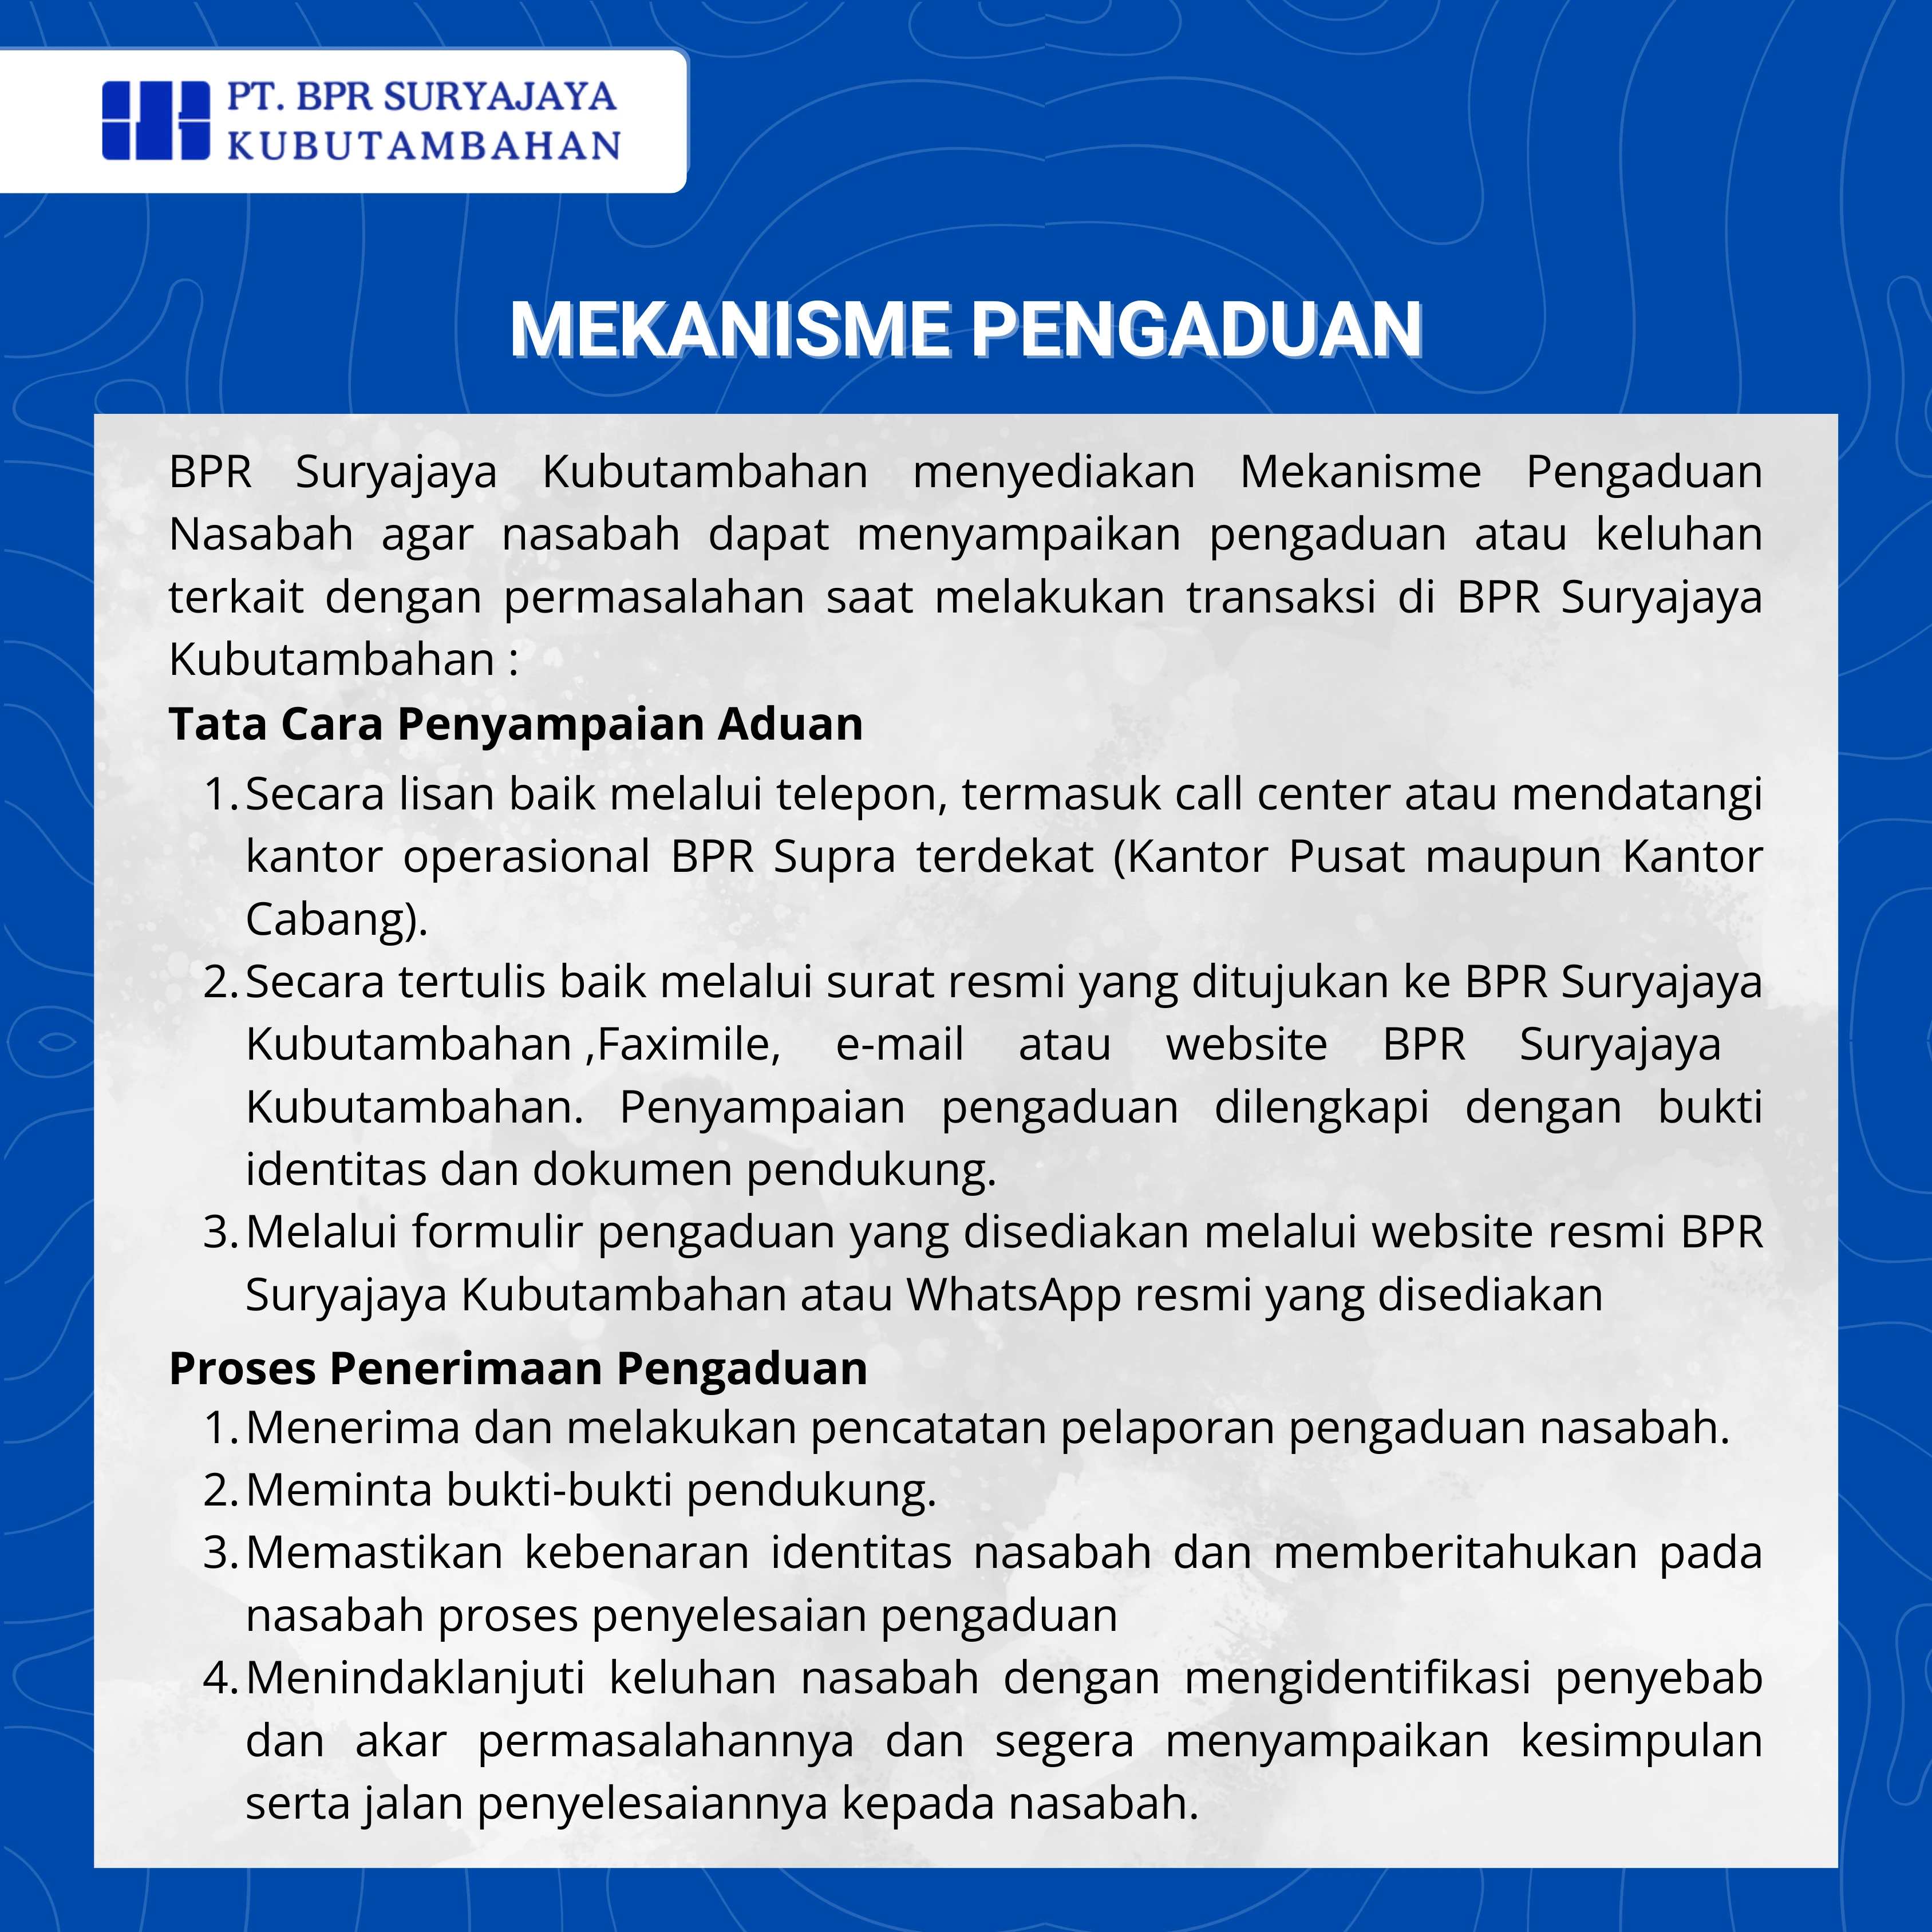 PT. BPR SURYAJAYA
KUBUTAMBAHAN
MEKANISME PENGADUAN
BPR Suryajaya Kubutambahan menyediakan Mekanisme Pengaduan
Nasabah agar nasabah dapat menyampaikan pengaduan atau keluhan
terkait dengan permasalahan saat melakukan transaksi di BPR Suryajaya
Kubutambahan :
Tata Cara Penyampaian Aduan
1. Secara lisan baik melalui telepon, termasuk call center atau mendatangi
kantor operasional BPR Supra terdekat (Kantor Pusat maupun Kantor
Cabang).
2. Secara tertulis baik melalui surat resmi yang ditujukan ke BPR Suryajaya
Kubutambahan ,Faximile, e-mail atau website BPR Suryajaya
Kubutambahan. Penyampaian pengaduan dilengkapi dengan bukti
identitas dan dokumen pendukung.
3. Melalui formulir pengaduan yang disediakan melalui website resmi BPR
Suryajaya Kubutambahan atau WhatsApp resmi yang disediakan
Proses Penerimaan Pengaduan
1. Menerima dan melakukan pencatatan pelaporan pengaduan nasabah.
2. Meminta bukti-bukti pendukung.
3. Memastikan kebenaran identitas nasabah dan memberitahukan pada
nasabah proses penyelesaian pengaduan
4. Menindaklanjuti keluhan nasabah dengan mengidentifikasi penyebab
dan akar permasalahannya dan segera menyampaikan kesimpulan
serta jalan penyelesaiannya kepada nasabah.